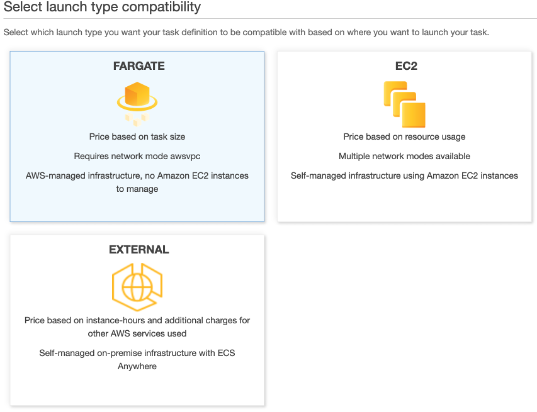 Select launch type compatibility
Select which launch type you want your task definition to be compatible with based on where you want to launch your task.
FARGATE
Price based on task size
Requires network mode awsvpc
AWS-managed infrastructure, no Amazon EC2 instances
to manage
EC2
Price based on resource usage
Multiple network modes available
Self-managed infrastructure using Amazon EC2 instances
EXTERNAL
Price based on instance-hours and additional charges for
other AWS services used
Self-managed on-premise infrastructure with ECS
Anywhere